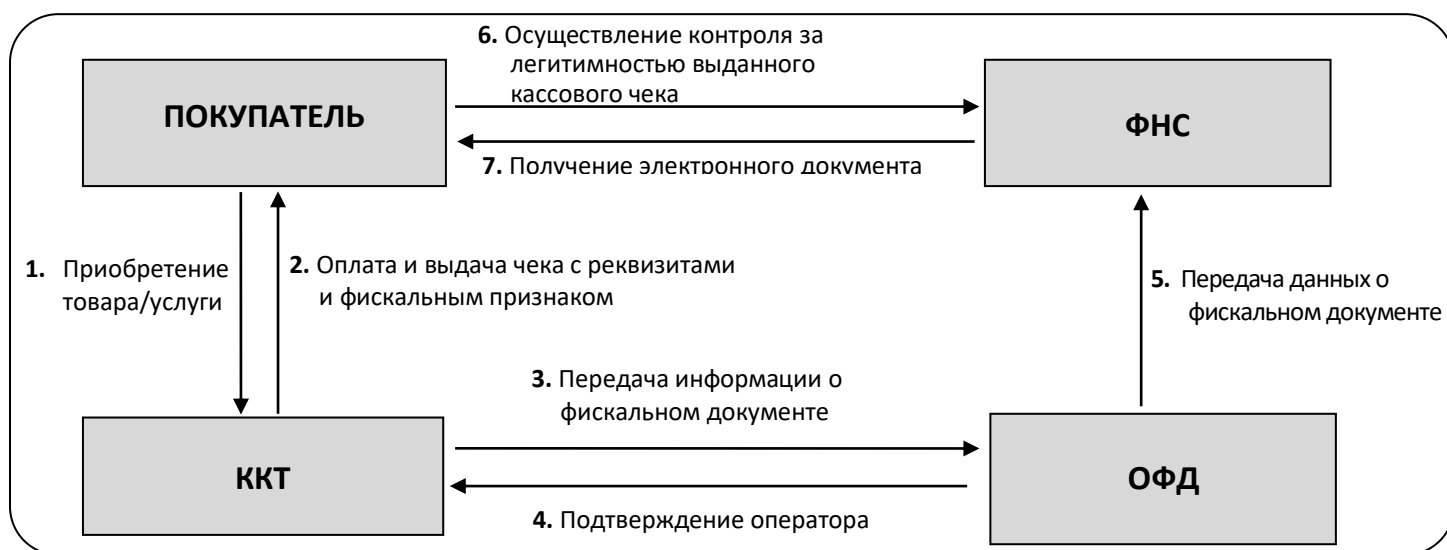 6. Осуществление контроля за
легитимностью выданного
кассового чека
ПОКУПАТЕЛЬ
ФНС
7. Получение электронного документа
1. Приобретение
товара/услуги
2. Оплата и выдача чека с реквизитами
и фискальным признаком
5. Передача данных о
фискальном документе
3. Передача информации о
фискальном документе
ККТ
ОФД
4. Подтверждение оператора